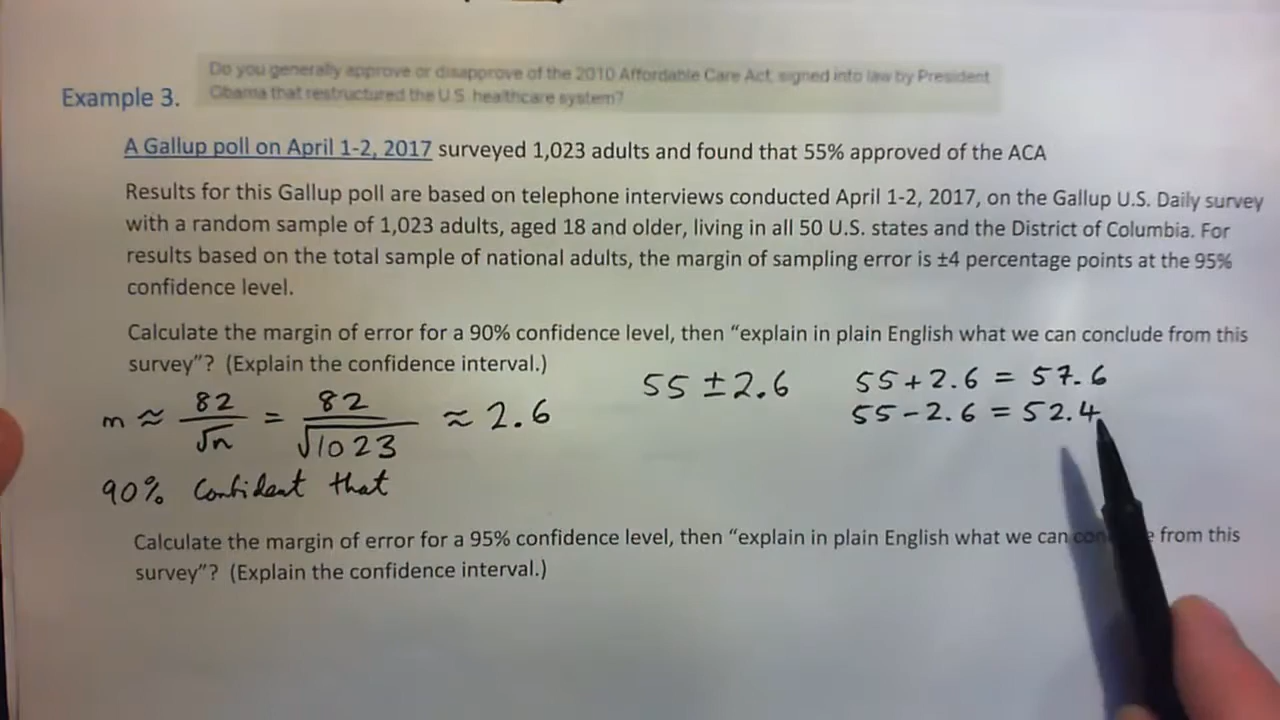 Do you generally approve or disapprove of the 2010 Affordable Care Act, signed into law by President
Obama that restructured the U.S. healthcare system?
Example 3.
A Gallup poll on April 1-2, 2017 surveyed 1,023 adults and found that 55% approved of the ACA
Results for this Gallup poll are based on telephone interviews conducted April 1-2, 2017, on the Gallup U.S. Daily survey
with a random sample of 1,023 adults, aged 18 and older, living in all 50 U.S. states and the District of Columbia. For
results based on the total sample of national adults, the margin of sampling error is ±4 percentage points at the 95%
confidence level.
Calculate the margin of error for a 90% confidence level, then “explain in plain English what we can conclude from this
survey”? (Explain the confidence interval.)
m ≈ 82/√n = 82/√1023 ≈ 2.6
55 ± 2.6
55 + 2.6 = 57.6
55 - 2.6 = 52.4
90% confident that
Calculate the margin of error for a 95% confidence level, then “explain in plain English what we can from this
survey”? (Explain the confidence interval.)